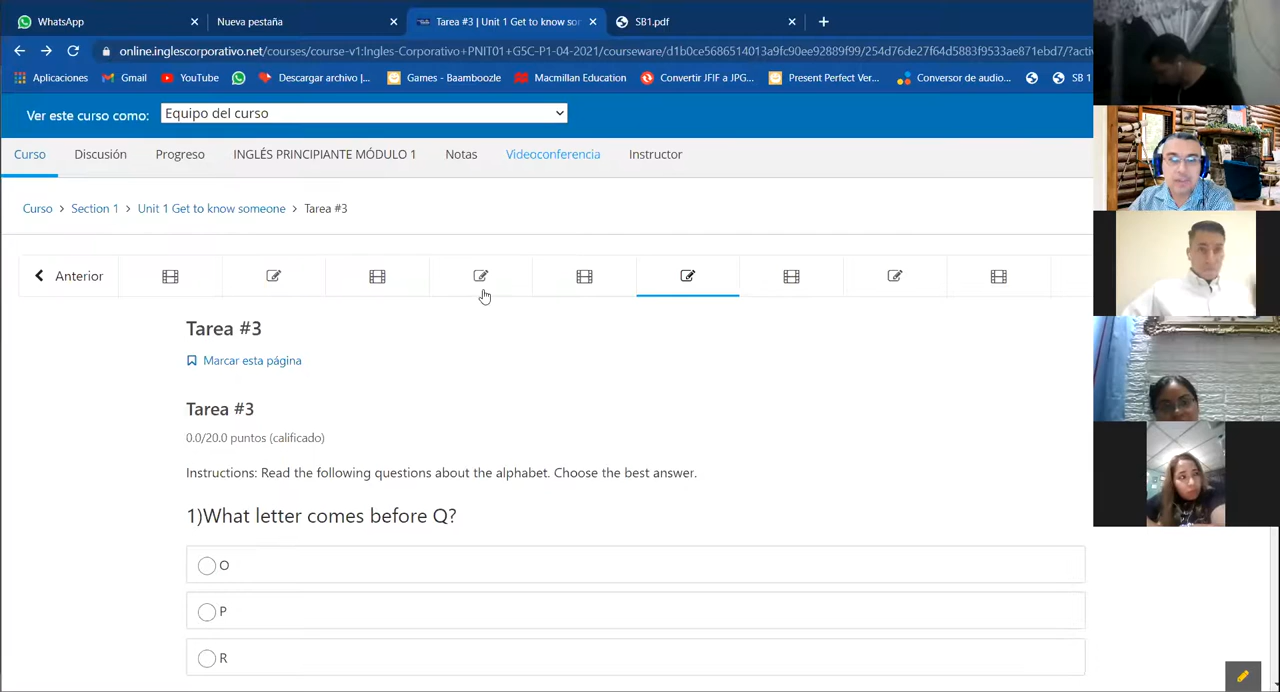 WhatsApp
Nueva pestaña
Tarea #3 | Unit 1 Get to know son
SB1.pdf
online.inglescorporativo.net/courses/course-v1:Ingles-Corporativo+PNIT01+G5C-P1-04-2021/courseware/d1b0ce5686514013a9fc90ee92889f99/254d76de27f64d5883f9533ae871ebd7/?activ
Aplicaciones
Gmail
YouTube
Descargar archivo |...
Games - Baamboozle
Macmillan Education
Convertir JFIF a JPG...
Present Perfect Ver...
Conversor de audio...
SB 1
Ver este curso como:
Equipo del curso
Curso
Discusión
Progreso
INGLÉS PRINCIPIANTE MÓDULO 1
Notas
Videoconferencia
Instructor
Curso > Section 1 > Unit 1 Get to know someone > Tarea #3
Anterior
Tarea #3
Marcar esta página
Tarea #3
0.0/20.0 puntos (calificado)
Instructions: Read the following questions about the alphabet. Choose the best answer.
1)What letter comes before Q?
O
P
R